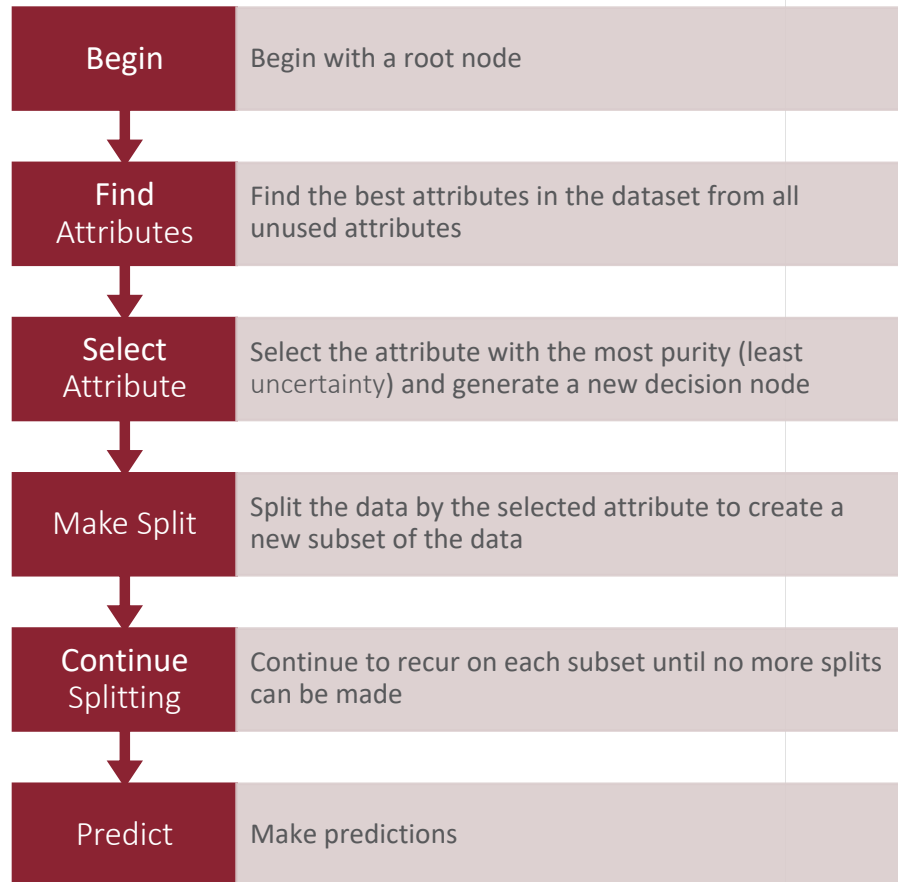 Begin
Begin with a root node
Find
Attributes
Find the best attributes in the dataset from all
unused attributes
Select
Attribute
Select the attribute with the most purity (least
uncertainty) and generate a new decision node
Make Split
Split the data by the selected attribute to create a
new subset of the data
Continue
Splitting
Continue to recur on each subset until no more splits
can be made
Predict
Make predictions